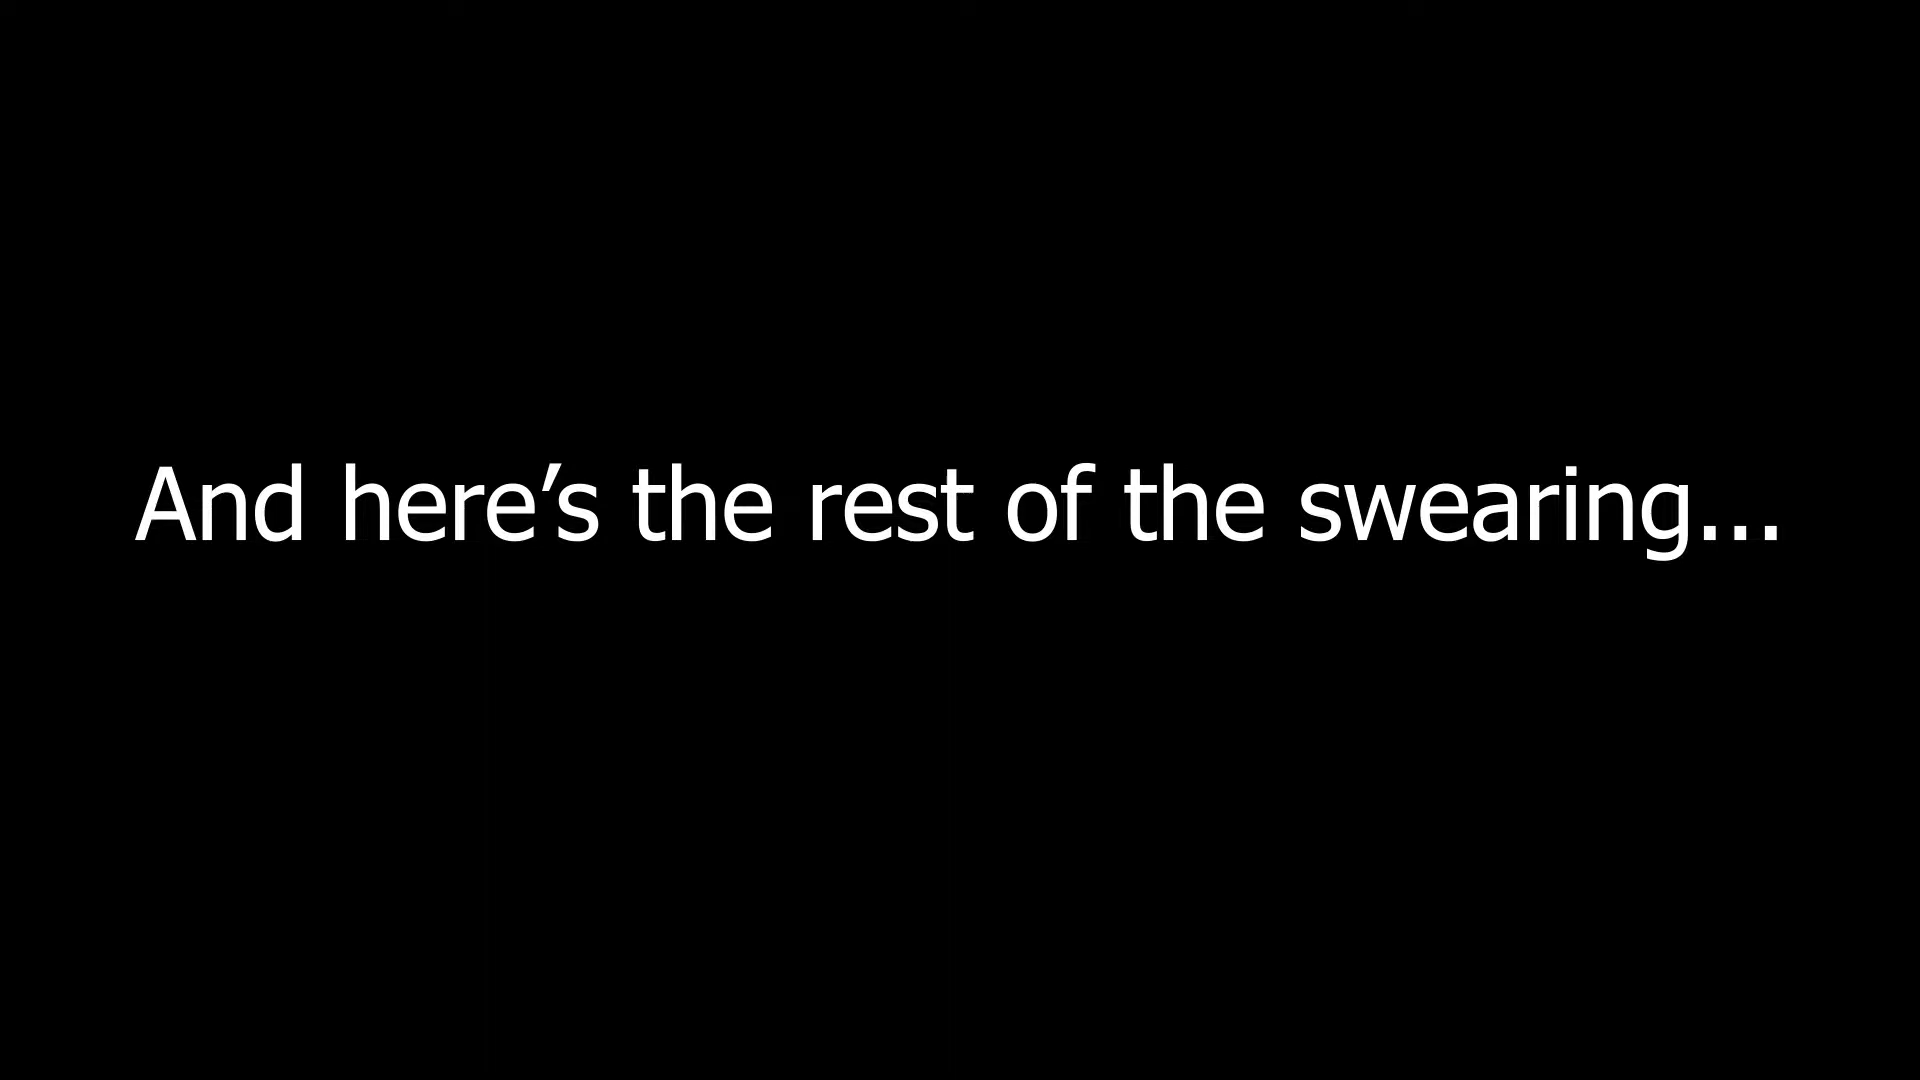 And here’s the rest of the swearing...